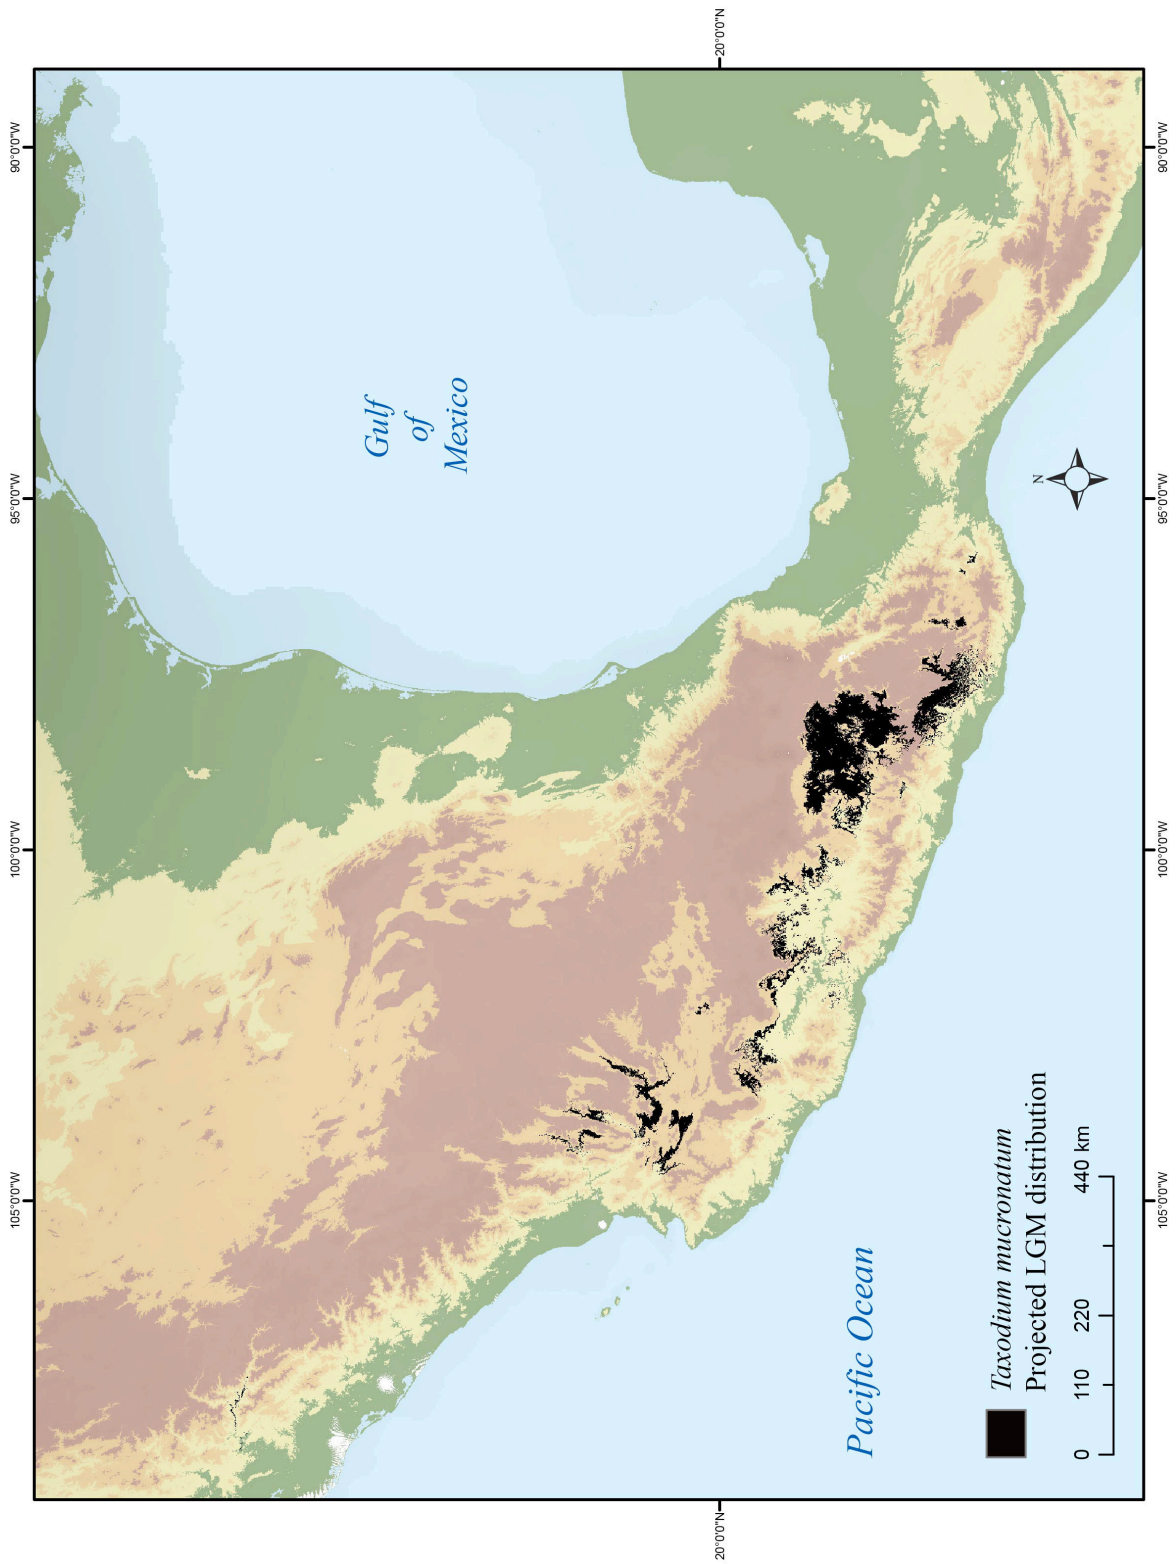 105°0'0"W
100°0'0"W
95°0'0"W
90°0'0"W
20°0'0"N
20°0'0"N
Gulf
of
Mexico
Pacific Ocean
N
Taxodium mucronatum
Projected LGM distribution
0 110 220 440 km
105°0'0"W
100°0'0"W
95°0'0"W
90°0'0"W